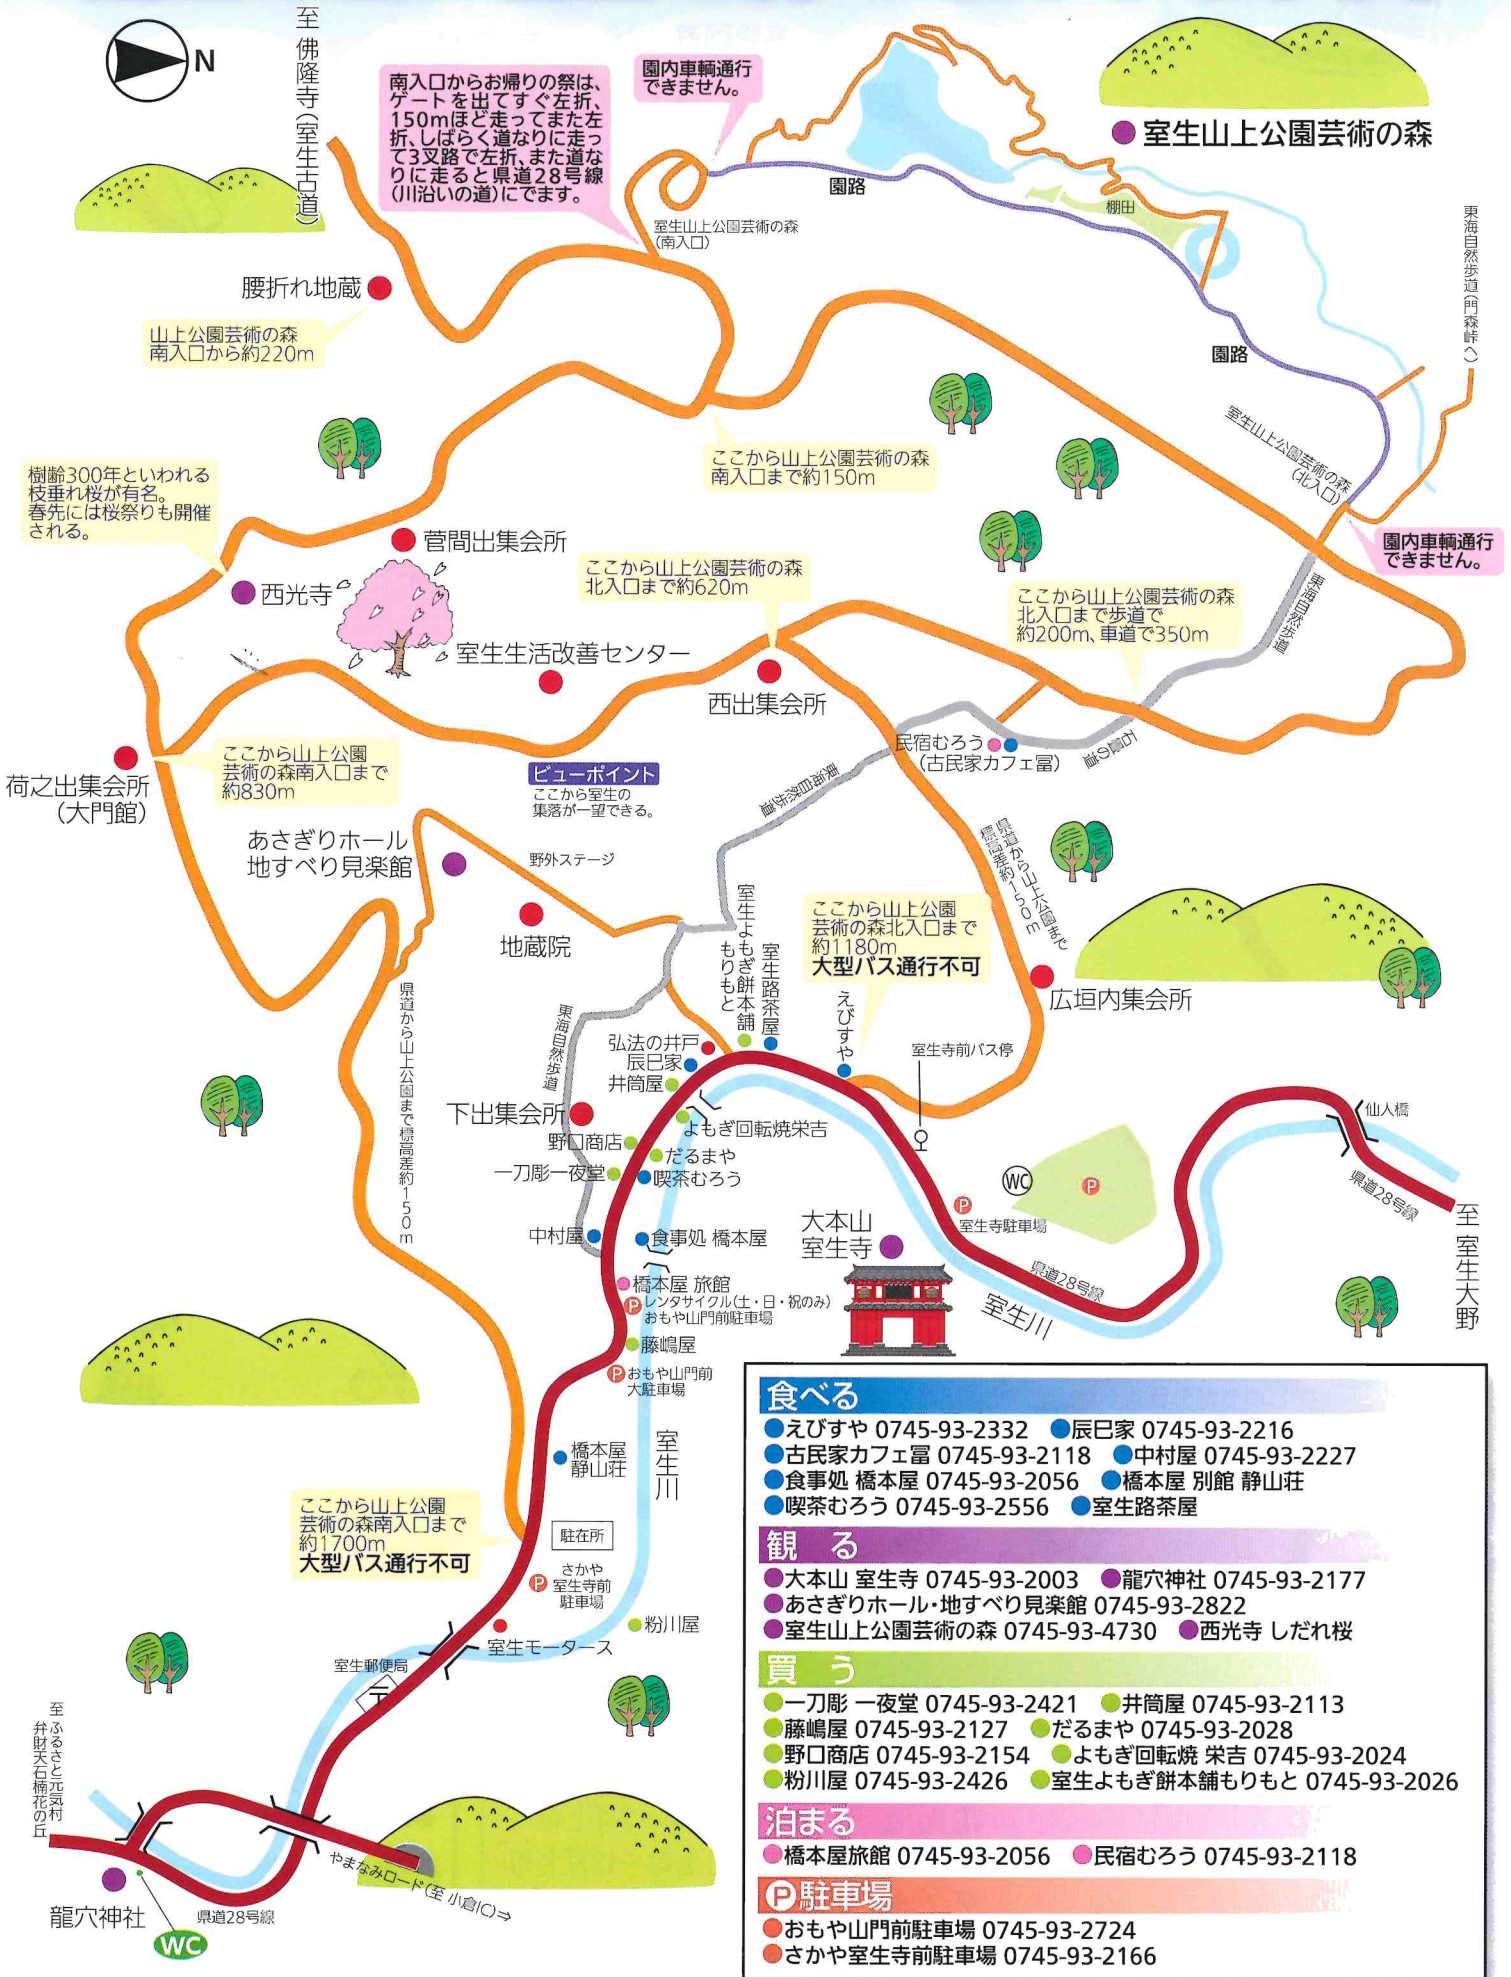 N
至 佛隆寺(室生古道)
南入口からお帰りの祭は、
ゲートを出てすぐ左折、
150mほど走ってまた左
折、しばらく道なりに走っ
て3叉路で左折、また道な
りに走ると県道28号線
(川沿いの道)にでます。
園内車輌通行
できません。
室生山上公園芸術の森
園路
棚田
室生山上公園芸術の森
(南入口)
東海自然歩道(門森峠へ)
腰折れ地蔵
山上公園芸術の森
南入口から約220m
園路
室生山上公園芸術の森
(北入口)
園内車輌通行
できません。
ここから山上公園芸術の森
南入口まで約150m
樹齢300年といわれる
枝垂れ桜が有名。
春先には桜祭りも開催
される。
菅間出集会所
西光寺
ここから山上公園芸術の森
北入口まで約620m
ここから山上公園芸術の森
北入口まで歩道で
約200m、車道で350m
東海自然歩道
室生生活改善センター
西出集会所
民宿むろう
(古民家カフェ冨)
石畳の道
荷之出集会所
(大門館)
ここから山上公園
芸術の森南入口まで
約830m
ビューポイント
ここから室生の
集落が一望できる。
東海自然歩道
あさぎりホール
地すべり見楽館
野外ステージ
地蔵院
県道から山上公園まで
標高差約150m
室生よもぎ餅本舗
もりもと
室生路茶屋
ここから山上公園
芸術の森北入口まで
約1180m
大型バス通行不可
広垣内集会所
えびすや
室生寺前バス停
県道から山上公園まで標高差約150m
東海自然歩道
弘法の井戸
辰巳家
井筒屋
下出集会所
よもぎ回転焼栄吉
野口商店
だるまや
一刀彫一夜堂
喫茶むろう
中村屋
食事処 橋本屋
橋本屋 旅館
レンタサイクル(土・日・祝のみ)
おもや山門前駐車場
藤嶋屋
P
おもや山門前
大駐車場
大本山
室生寺
WC
P
P
室生寺駐車場
仙人橋
県道28号線
至 室生大野
県道28号線
室生川
橋本屋
静山荘
室生川
ここから山上公園
芸術の森南入口まで
約1700m
大型バス通行不可
駐在所
P
さかや
室生寺前
駐車場
粉川屋
室生モータース
室生郵便局
〒
至 ふるさと元気村
弁財天石楠花の丘
やまなみロード(至 小倉IC)⇒
龍穴神社
県道28号線
WC
食べる
えびすや 0745-93-2332 辰巳家 0745-93-2216
古民家カフェ冨 0745-93-2118 中村屋 0745-93-2227
食事処 橋本屋 0745-93-2056 橋本屋 別館 静山荘
喫茶むろう 0745-93-2556 室生路茶屋
観る
大本山 室生寺 0745-93-2003 龍穴神社 0745-93-2177
あさぎりホール・地すべり見楽館 0745-93-2822
室生山上公園芸術の森 0745-93-4730 西光寺 しだれ桜
買う
一刀彫 一夜堂 0745-93-2421 井筒屋 0745-93-2113
藤嶋屋 0745-93-2127 だるまや 0745-93-2028
野口商店 0745-93-2154 よもぎ回転焼 栄吉 0745-93-2024
粉川屋 0745-93-2426 室生よもぎ餅本舗もりもと 0745-93-2026
泊まる
橋本屋旅館 0745-93-2056 民宿むろう 0745-93-2118
P駐車場
おもや山門前駐車場 0745-93-2724
さかや室生寺前駐車場 0745-93-2166